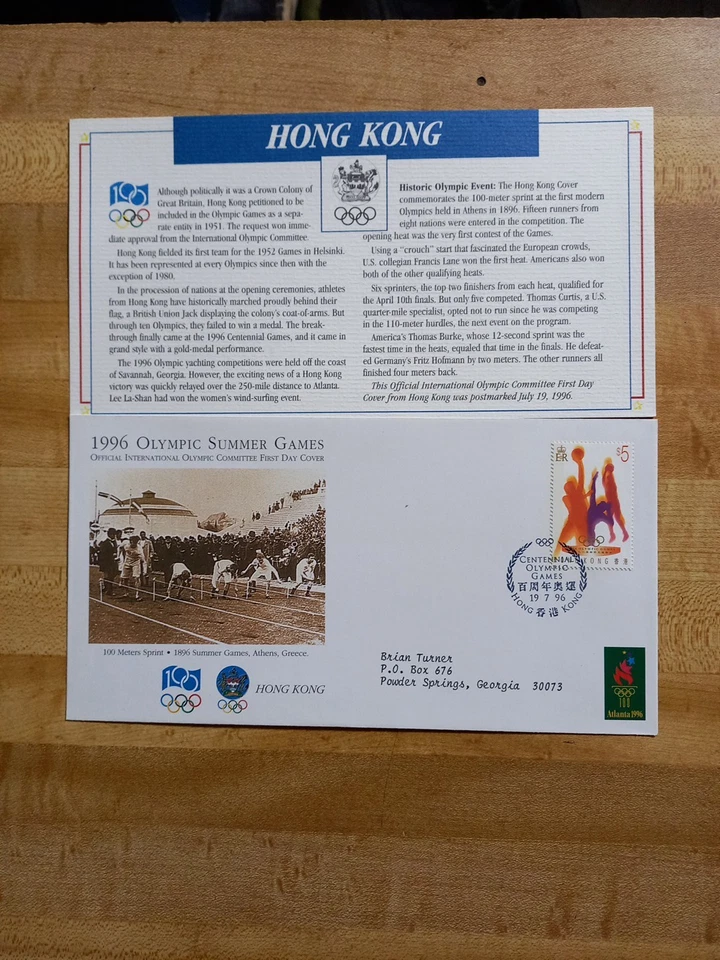 HONG KONG
Although politically it was a Crown Colony of
Great Britain, Hong Kong petitioned to be
included in the Olympic Games as a sepa-
rate entity in 1951. The request won imme-
diate approval from the International Olympic Committee.
Hong Kong fielded its first team for the 1952 Games in Helsinki.
It has been represented at every Olympics since then with the
exception of 1980.
In the procession of nations at the opening ceremonies, athletes
from Hong Kong have historically marched proudly behind their
flag, a British Union Jack displaying the colony's coat-of-arms. But
through ten Olympics, they failed to win a medal. The break-
through finally came at the 1996 Centennial Games, and it came in
grand style with a gold-medal performance.
The 1996 Olympic yachting competitions were held off the coast
of Savannah, Georgia. However, the exciting news of a Hong Kong
victory was quickly relayed over the 250-mile distance to Atlanta.
Lee La-Shan had won the women's wind-surfing event.
Historic Olympic Event: The Hong Kong Cover
commemorates the 100-meter sprint at the first modern
Olympics held in Athens in 1896. Fifteen runners from
eight nations were entered in the competition. The
opening heat was the very first contest of the Games.
Using a "crouch" start that fascinated the European crowds,
U.S. collegian Francis Lane won the first heat. Americans also won
both of the other qualifying heats.
Six sprinters, the top two finishers from each heat, qualified for
the April 10th finals. But only five competed. Thomas Curtis, a U.S.
quarter-mile specialist, opted not to run since he was competing
in the 110-meter hurdles, the next event on the program.
America's Thomas Burke, whose 12-second sprint was the
fastest time in the heats, equaled that time in the finals. He defeat-
ed Germany's Fritz Hofmann by two meters. The other runners all
finished four meters back.
This Official International Olympic Committee First Day
Cover from Hong Kong was postmarked July 19, 1996.
1996 OLYMPIC SUMMER GAMES
OFFICIAL INTERNATIONAL OLYMPIC COMMITTEE FIRST DAY COVER
100 Meters Sprint • 1896 Summer Games, Athens, Greece.
100
HONG KONG
$5
HONG KONG 香港
CENTENNIAL
OLYMPIC
GAMES
百周年奧運
19 7 96
HONG 香港 KONG
Brian Turner
P.O. Box 676
Powder Springs, Georgia 30073
100
Atlanta 1996